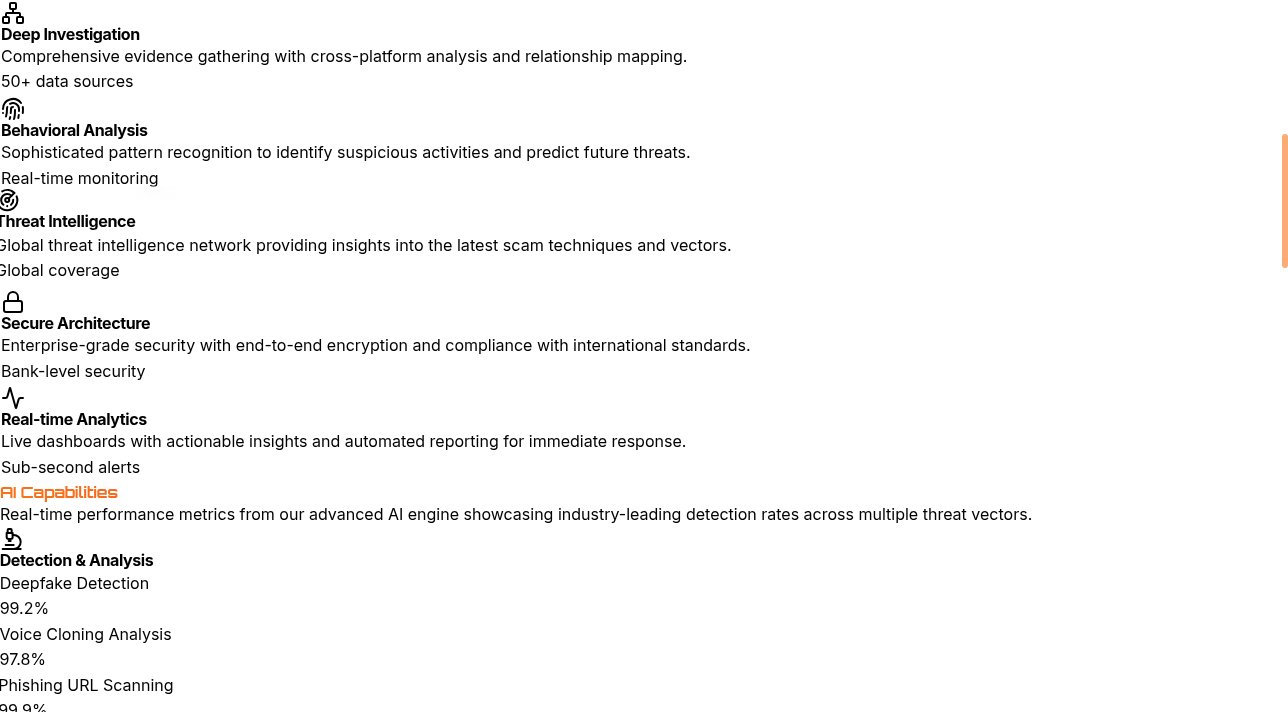 Deep Investigation
Comprehensive evidence gathering with cross-platform analysis and relationship mapping.
50+ data sources
Behavioral Analysis
Sophisticated pattern recognition to identify suspicious activities and predict future threats.
Real-time monitoring
Threat Intelligence
Global threat intelligence network providing insights into the latest scam techniques and vectors.
Global coverage
Secure Architecture
Enterprise-grade security with end-to-end encryption and compliance with international standards.
Bank-level security
Real-time Analytics
Live dashboards with actionable insights and automated reporting for immediate response.
Sub-second alerts
AI Capabilities
Real-time performance metrics from our advanced AI engine showcasing industry-leading detection rates across multiple threat vectors.
Detection & Analysis
Deepfake Detection
99.2%
Voice Cloning Analysis
97.8%
Phishing URL Scanning
99.9%